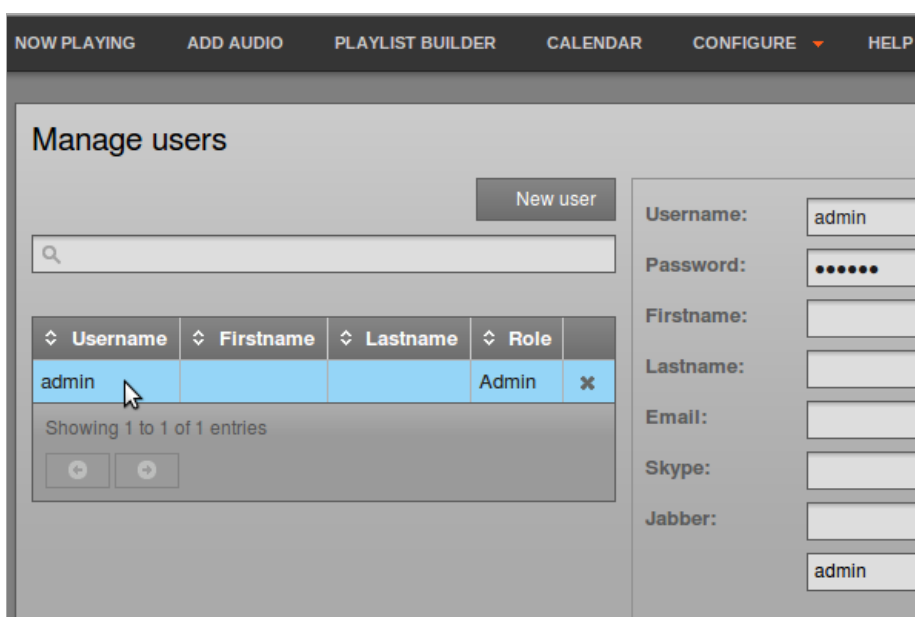 NOW PLAYING ADD AUDIO PLAYLIST BUILDER CALENDAR CONFIGURE HELP
Manage users
New user
Username Firstname Lastname Role
admin Admin
Showing 1 to 1 of 1 entries
Username: admin
Password: ••••••
Firstname:
Lastname:
Email:
Skype:
Jabber:
admin